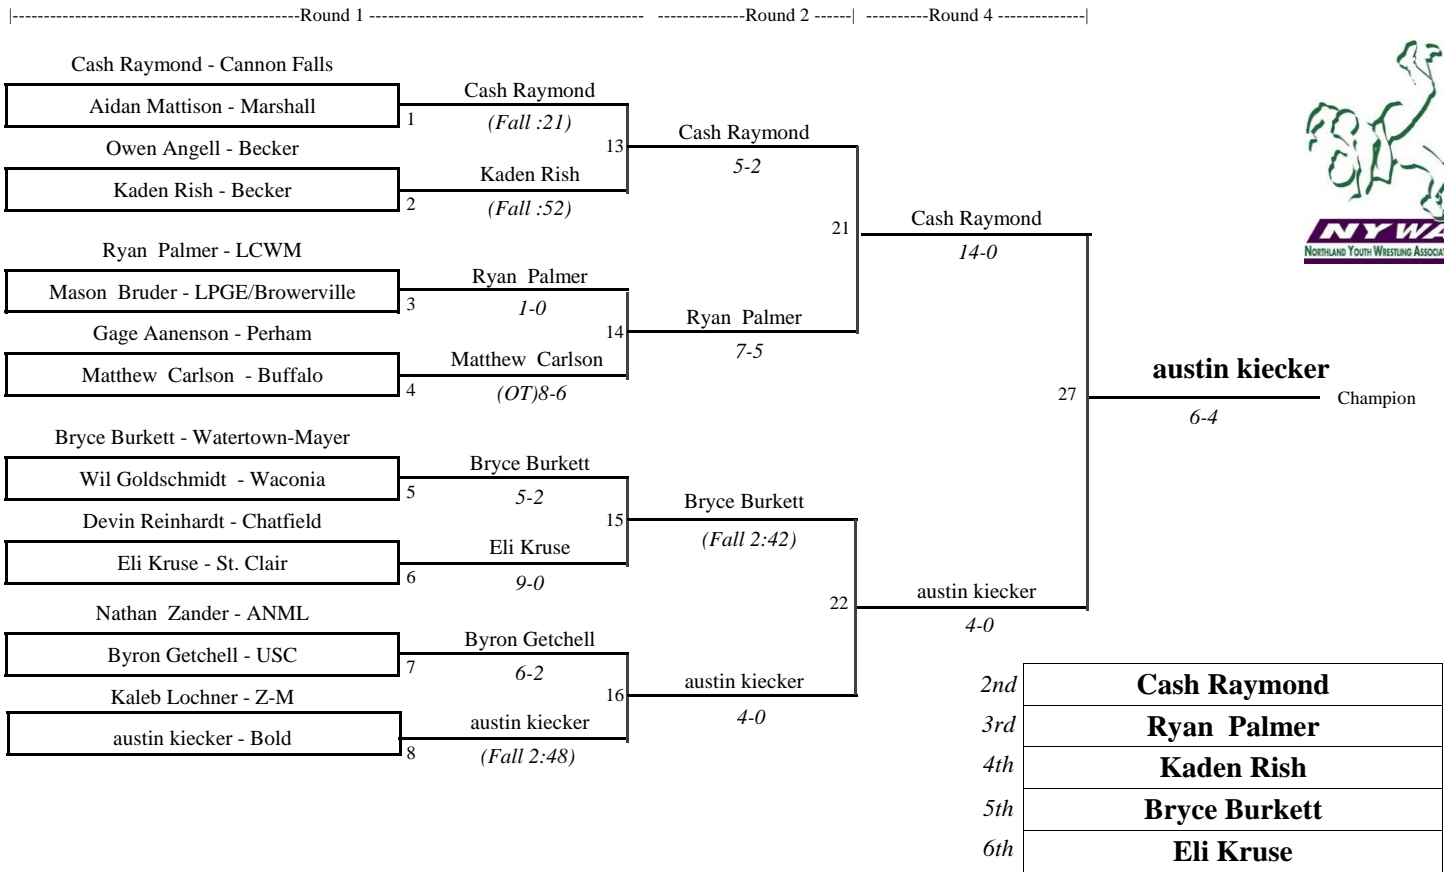 |--------------------------------------------Round 1 ------------------------------------------
--------------Round 2 ------|
----------Round 4 --------------|
Cash Raymond - Cannon Falls
Aidan Mattison - Marshall
1
Owen Angell - Becker
Kaden Rish - Becker
2
Ryan  Palmer - LCWM
Mason  Bruder - LPGE/Browerville
3
Gage Aanenson - Perham
Matthew  Carlson  - Buffalo
4
Bryce Burkett - Watertown-Mayer
Wil Goldschmidt  - Waconia
5
Devin Reinhardt - Chatfield
Eli Kruse - St. Clair
6
Nathan  Zander - ANML
Byron Getchell - USC
7
Kaleb Lochner - Z-M
austin kiecker - Bold
8
Cash Raymond
(Fall :21)
13
Kaden Rish
(Fall :52)
Ryan  Palmer
1-0
14
Matthew  Carlson
(OT)8-6
Bryce Burkett
5-2
15
Eli Kruse
9-0
Byron Getchell
6-2
16
austin kiecker
(Fall 2:48)
Cash Raymond
5-2
21
Ryan  Palmer
7-5
Bryce Burkett
(Fall 2:42)
22
austin kiecker
4-0
Cash Raymond
14-0
27
austin kiecker
4-0
NYWA
NORTHLAND YOUTH WRESTLING
austin kiecker
Champion
6-4
2nd Cash Raymond
3rd Ryan  Palmer
4th Kaden Rish
5th Bryce Burkett
6th Eli Kruse